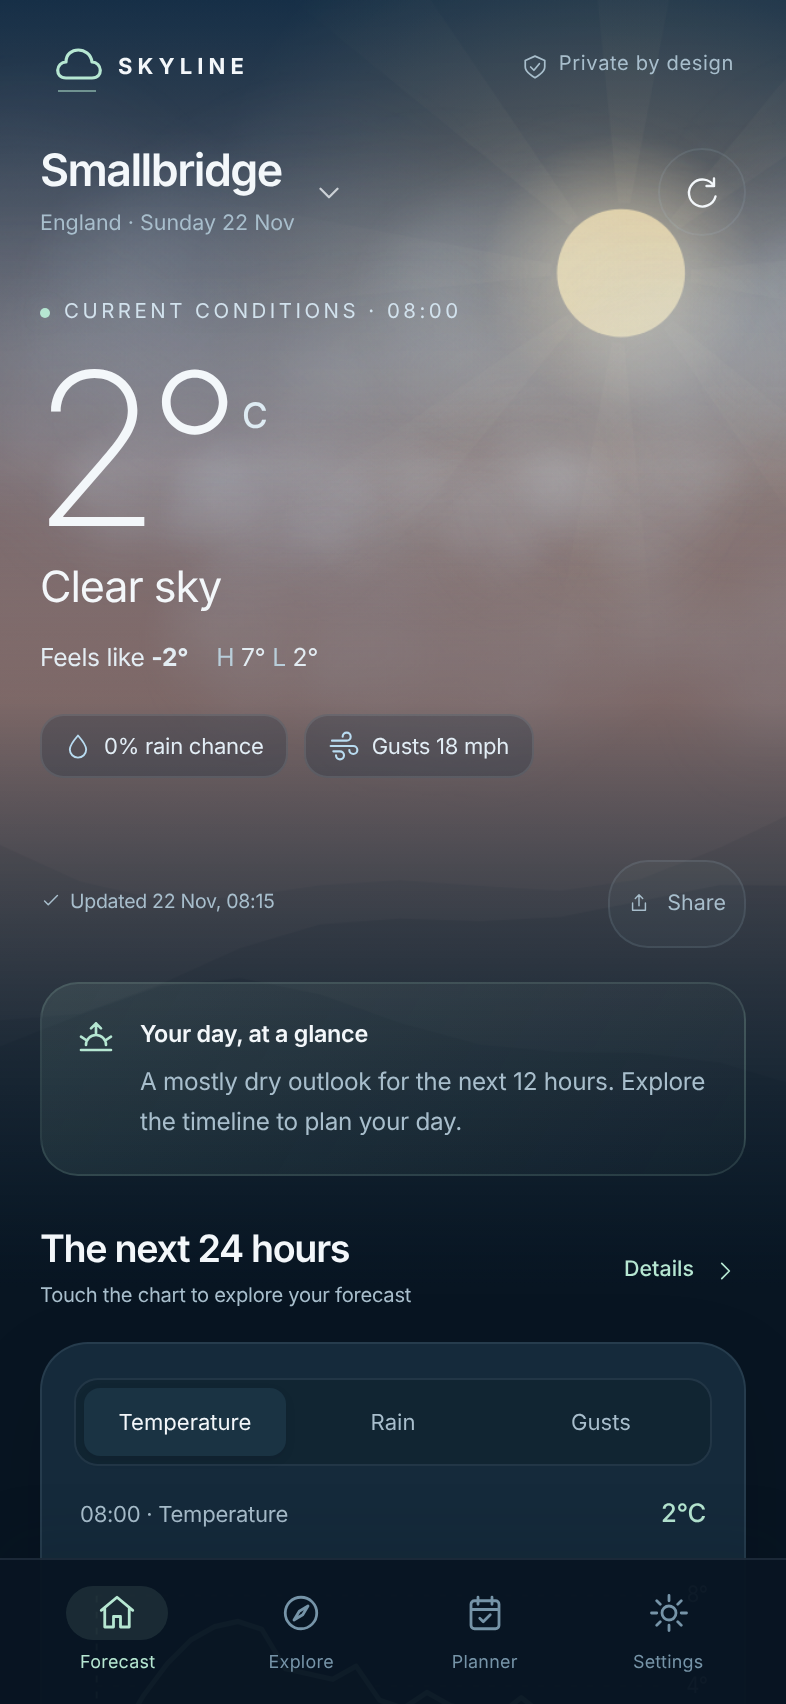 SKYLINE
Private by design
Smallbridge
England · Sunday 22 Nov
CURRENT CONDITIONS · 08:00
2° C
Clear sky
Feels like -2° H 7° L 2°
0% rain chance
Gusts 18 mph
Updated 22 Nov, 08:15
Share
Your day, at a glance
A mostly dry outlook for the next 12 hours. Explore
the timeline to plan your day.
The next 24 hours
Touch the chart to explore your forecast
Details
Temperature
Rain
Gusts
08:00 · Temperature
2°C
8°
4°
Forecast
Explore
Planner
Settings